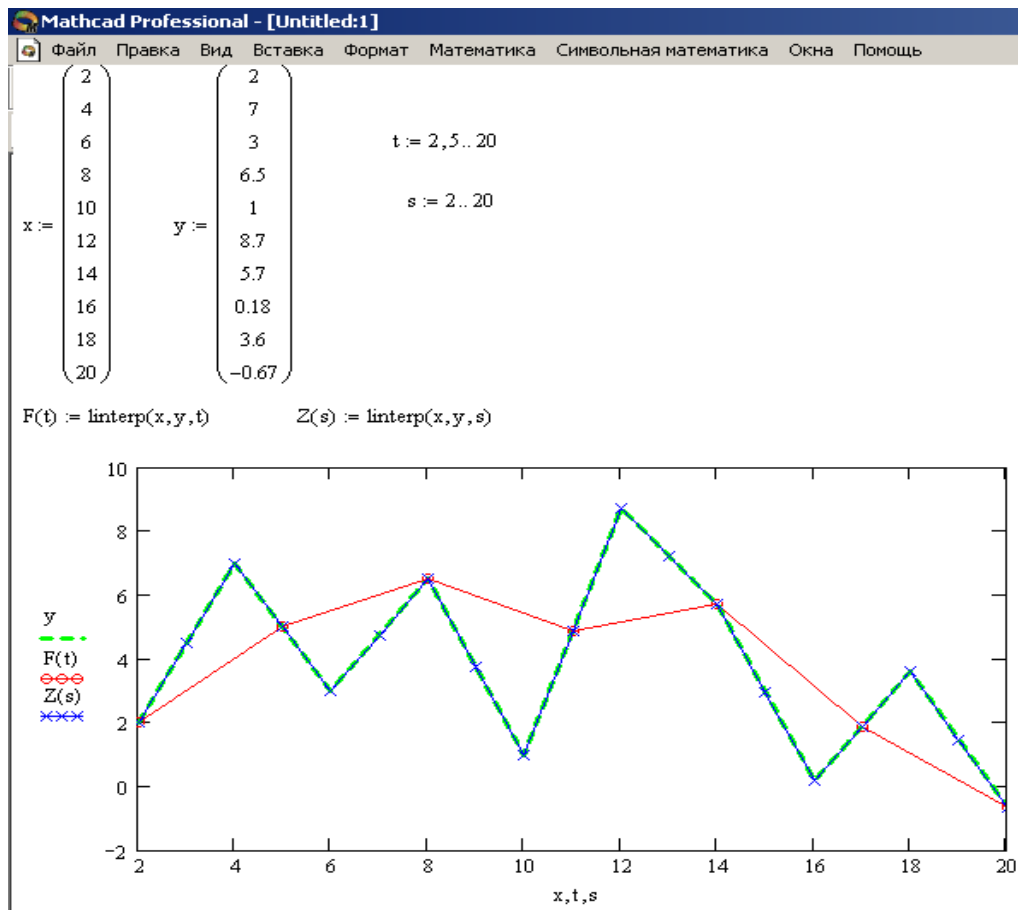 Mathcad Professional - [Untitled:1]
Файл Правка Вид Вставка Формат Математика Символьная математика Окна Помощь
x :=
2
4
6
8
10
12
14
16
18
20
y :=
2
7
3
6.5
1
8.7
5.7
0.18
3.6
−0.67
t := 2,5.. 20
s := 2.. 20
F(t) := linterp(x,y,t)
Z(s) := linterp(x,y,s)
10
8
6
4
2
0
−2
y
F(t)
Z(s)
2 4 6 8 10 12 14 16 18 20
x,t,s